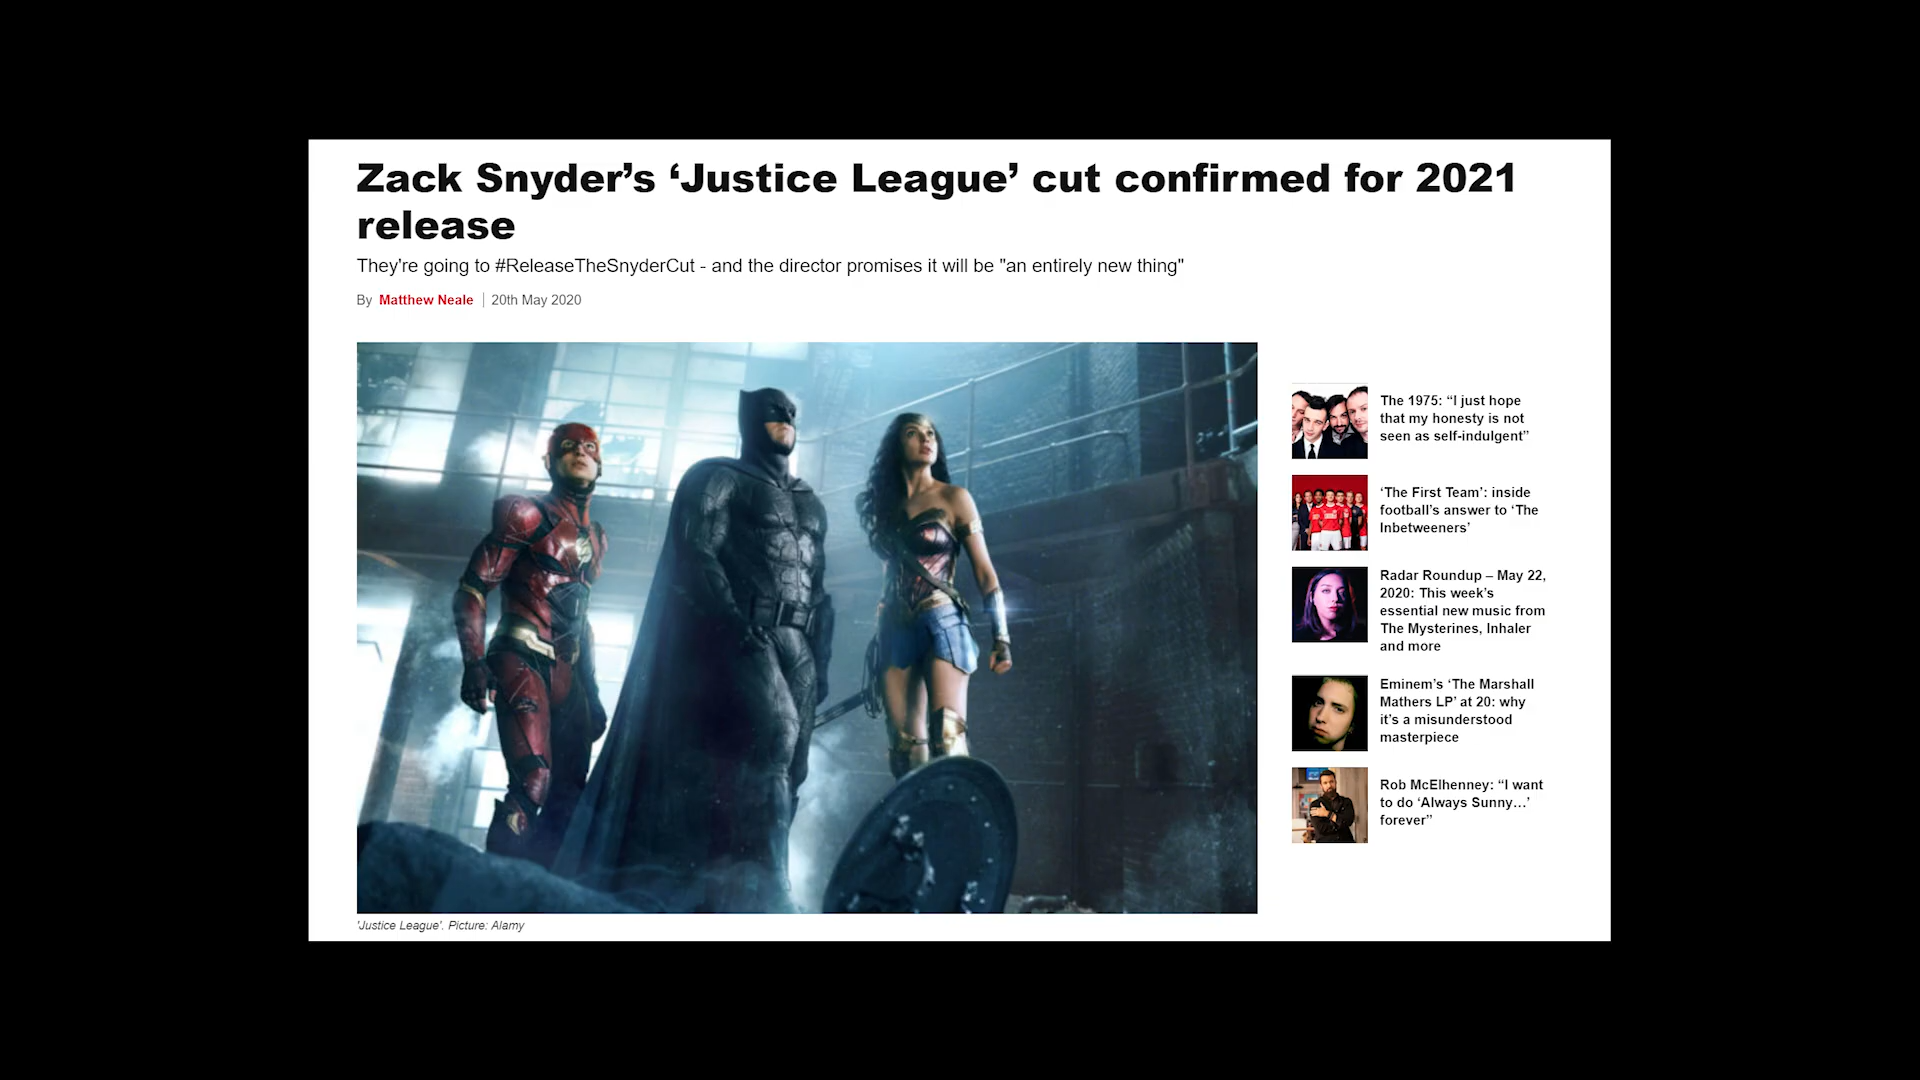 Zack Snyder’s ‘Justice League’ cut confirmed for 2021
release
They're going to #ReleaseTheSnyderCut - and the director promises it will be "an entirely new thing"
By Matthew Neale | 20th May 2020
The 1975: “I just hope
that my honesty is not
seen as self-indulgent”
‘The First Team’: inside
football’s answer to ‘The
Inbetweeners’
Radar Roundup – May 22,
2020: This week’s
essential new music from
The Mysterines, Inhaler
and more
Eminem’s ‘The Marshall
Mathers LP’ at 20: why
it’s a misunderstood
masterpiece
Rob McElhenney: “I want
to do ‘Always Sunny…’
forever”
'Justice League'. Picture: Alamy